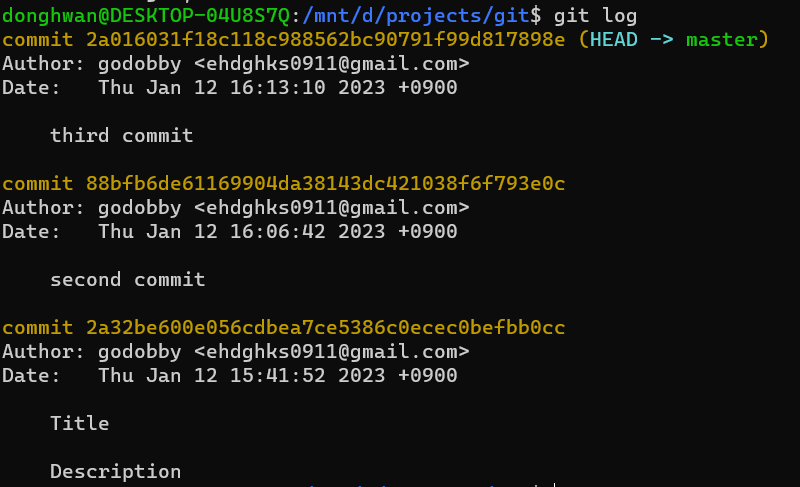 donghwan@DESKTOP-04U8S7Q:/mnt/d/projects/git$ git log
commit 2a016031f18c118c988562bc90791f99d817898e (HEAD -> master)
Author: godobby <ehdghks0911@gmail.com>
Date:   Thu Jan 12 16:13:10 2023 +0900
third commit
commit 88bfb6de61169904da38143dc421038f6f793e0c
Author: godobby <ehdghks0911@gmail.com>
Date:   Thu Jan 12 16:06:42 2023 +0900
second commit
commit 2a32be600e056cdbea7ce5386c0ecec0befbb0cc
Author: godobby <ehdghks0911@gmail.com>
Date:   Thu Jan 12 15:41:52 2023 +0900
Title
Description